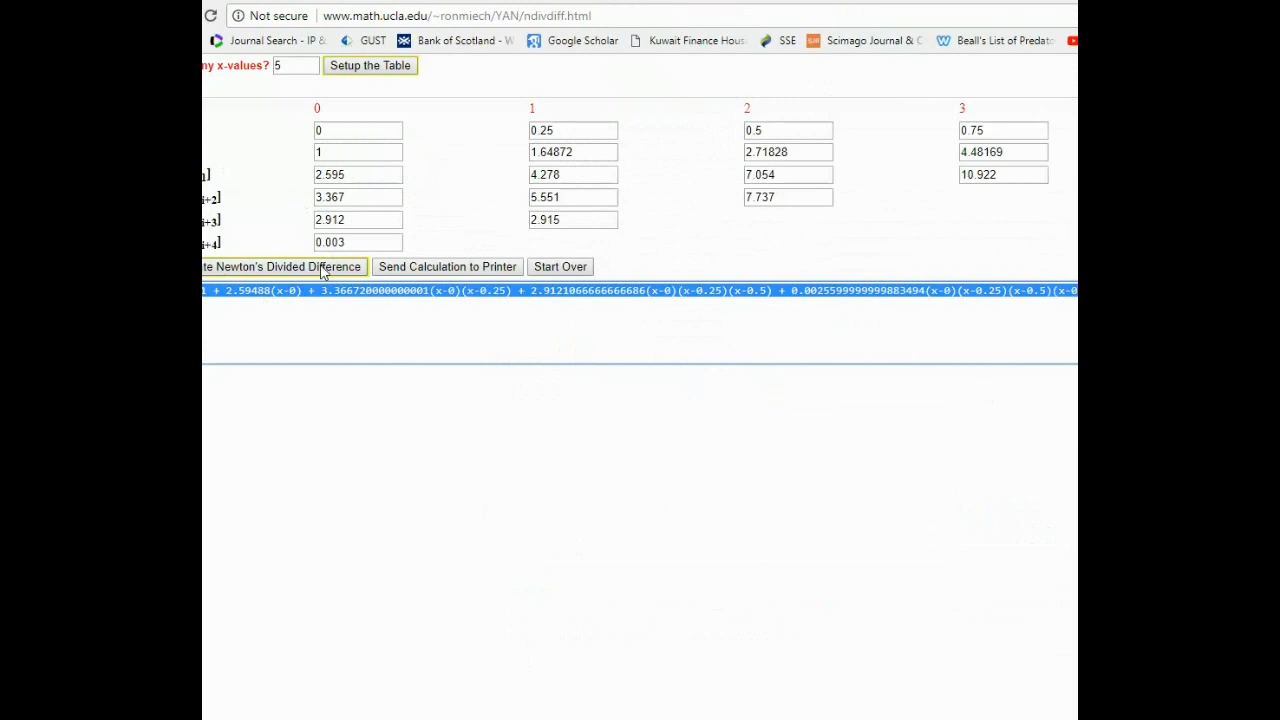 Not secure www.math.ucla.edu/~ronmiech/YAN/ndivdiff.html
Journal Search - IP & GUST Bank of Scotland - W Google Scholar Kuwait Finance Hous SSE Scimago Journal & C Beall's List of Predato
ny x-values? 5 Setup the Table
0 1 2 3
0 0.25 0.5 0.75
1 1.64872 2.71828 4.48169
1] 2.595 4.278 7.054 10.922
i+2] 3.367 5.551 7.737
i+3] 2.912 2.915
i+4] 0.003
te Newton's Divided Difference Send Calculation to Printer Start Over
1 + 2.59488(x-0) + 3.366720000000001(x-0)(x-0.25) + 2.9121066666666686(x-0)(x-0.25)(x-0.5) + 0.0025599999999883494(x-0)(x-0.25)(x-0.5)(x-0